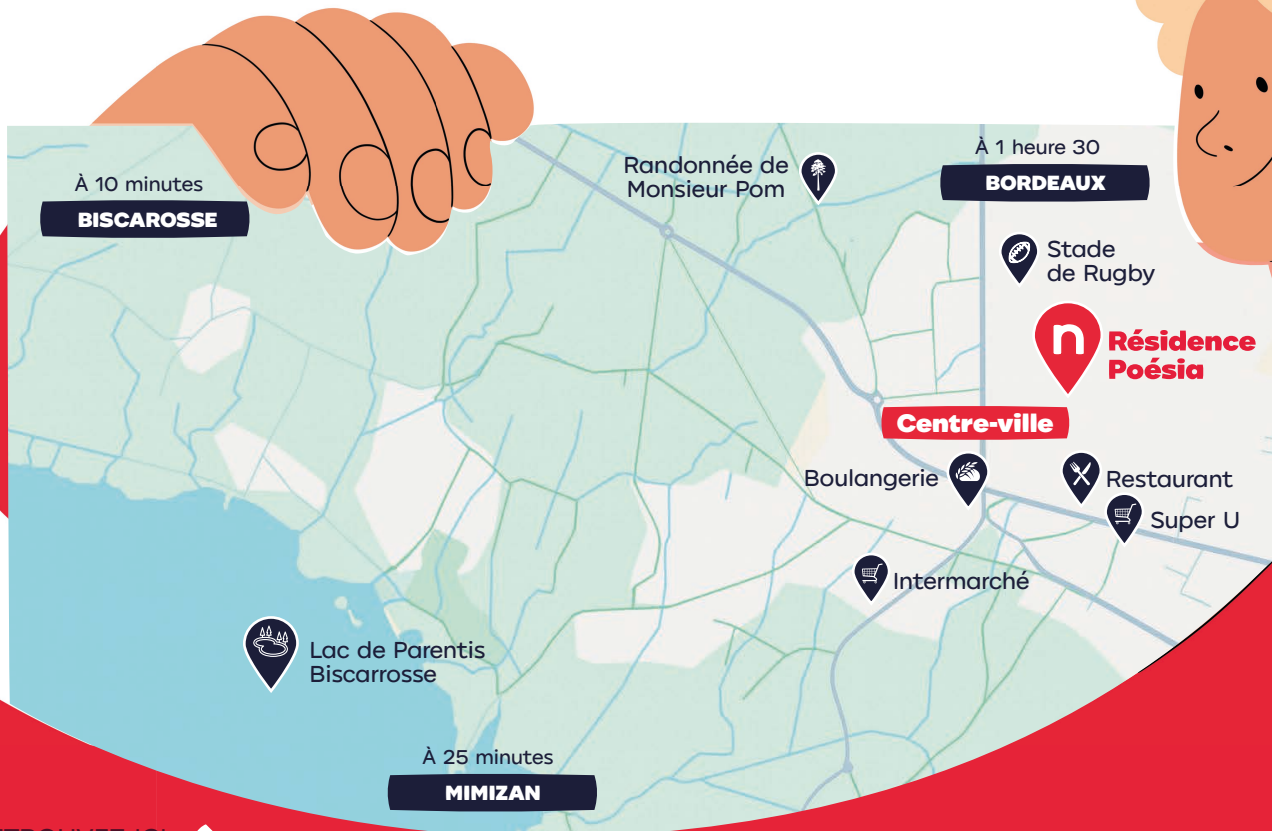 À 10 minutes
BISCAROSSE
Randonnée de
Monsieur Pom
À 1 heure 30
BORDEAUX
Stade
de Rugby
n
Résidence
Poésia
Centre-ville
Boulangerie
Restaurant
Super U
Intermarché
Lac de Parentis
Biscarrosse
À 25 minutes
MIMIZAN